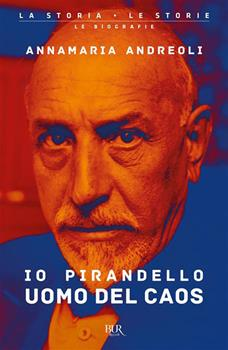 LA STORIA • LE STORIE
LE BIOGRAFIE
ANNAMARIA ANDREOLI
IO PIRANDELLO
UOMO DEL CAOS
BUR